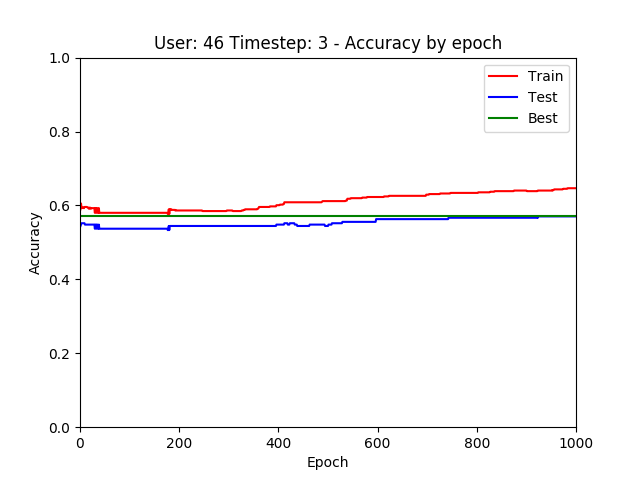 User: 46 Timestep: 3 - Accuracy by epoch
1.0
0.8
0.6
0.4
0.2
0.0
Accuracy
Train
Test
Best
0 200 400 600 800 1000
Epoch